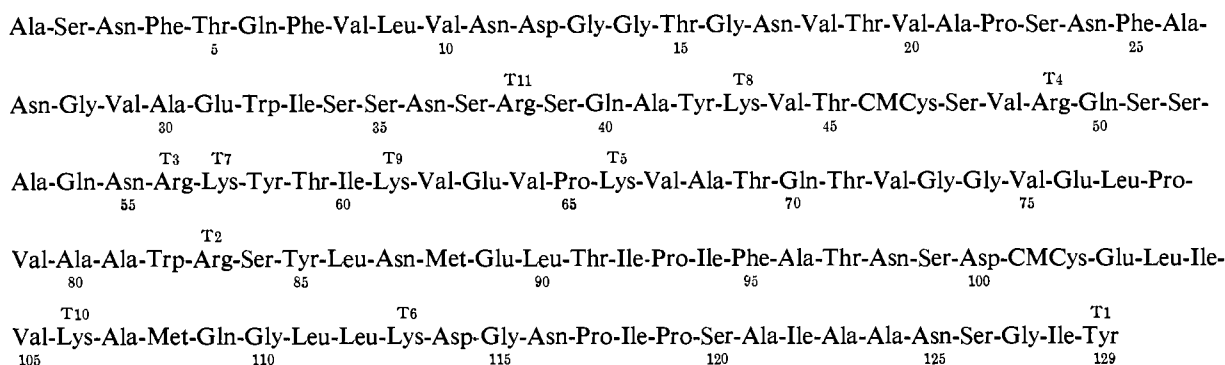 Ala-Ser-Asn-Phe-Thr-Gln-Phe-Val-Leu-Val-Asn-Asp-Gly-Gly-Thr-Gly-Asn-Val-Thr-Val-Ala-Pro-Ser-Asn-Phe-Ala-
5 10 15 20 25
T11 T8 T4
Asn-Gly-Val-Ala-Glu-Trp-Ile-Ser-Ser-Asn-Ser-Arg-Ser-Gln-Ala-Tyr-Lys-Val-Thr-CMCys-Ser-Val-Arg-Gln-Ser-Ser-
30 35 40 45 50
T3 T7 T9 T5
Ala-Gln-Asn-Arg-Lys-Tyr-Thr-Ile-Lys-Val-Glu-Val-Pro-Lys-Val-Ala-Thr-Gln-Thr-Val-Gly-Gly-Val-Glu-Leu-Pro-
55 60 65 70 75
T2
Val-Ala-Ala-Trp-Arg-Ser-Tyr-Leu-Asn-Met-Glu-Leu-Thr-Ile-Pro-Ile-Phe-Ala-Thr-Asn-Ser-Asp-CMCys-Glu-Leu-Ile-
80 85 90 95 100
T10 T6 T1
Val-Lys-Ala-Met-Gln-Gly-Leu-Leu-Lys-Asp-Gly-Asn-Pro-Ile-Pro-Ser-Ala-Ile-Ala-Ala-Asn-Ser-Gly-Ile-Tyr
105 110 115 120 125 129